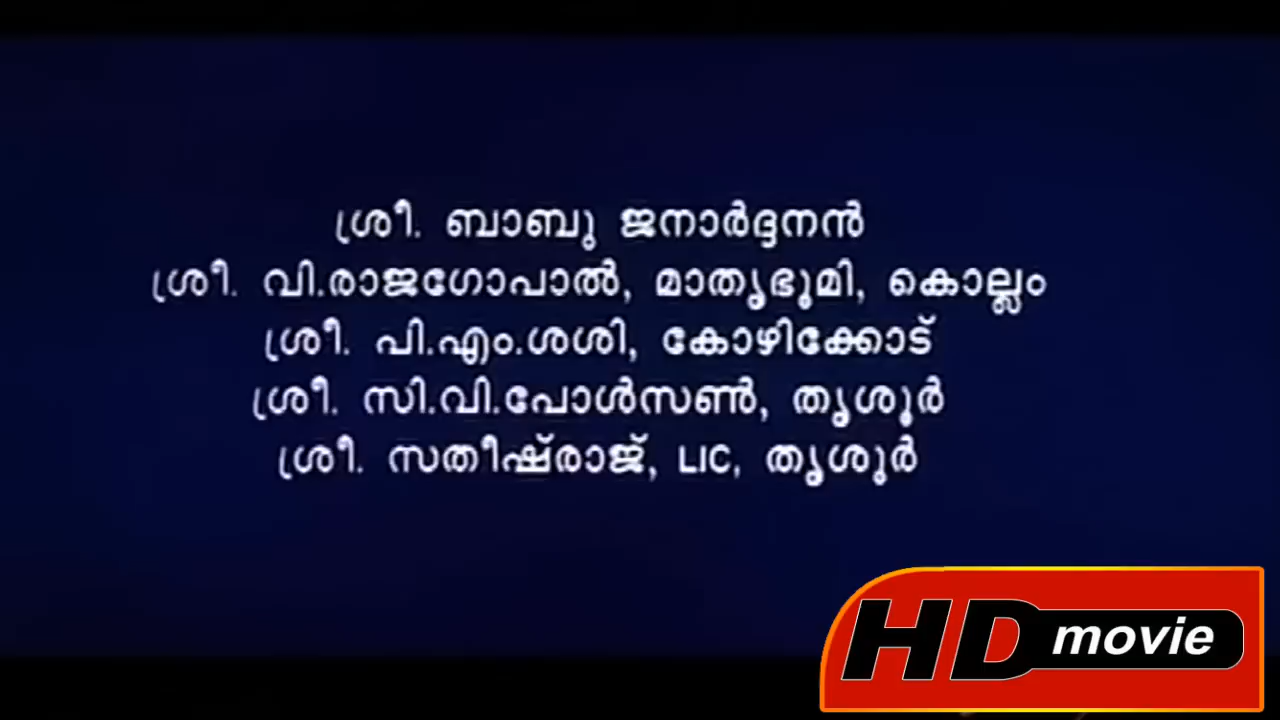 ശ്രീ. ബാബു ജനാർദ്ദനൻ
ശ്രീ. വി.രാജഗോപാൽ, മാതൃഭൂമി, കൊല്ലം
ശ്രീ. പി.എം.ശശി, കോഴിക്കോട്
ശ്രീ. സി.വി.പോൾസൺ, തൃശൂർ
ശ്രീ. സതീഷ്‌രാജ്, LIC, തൃശൂർ
HD movie